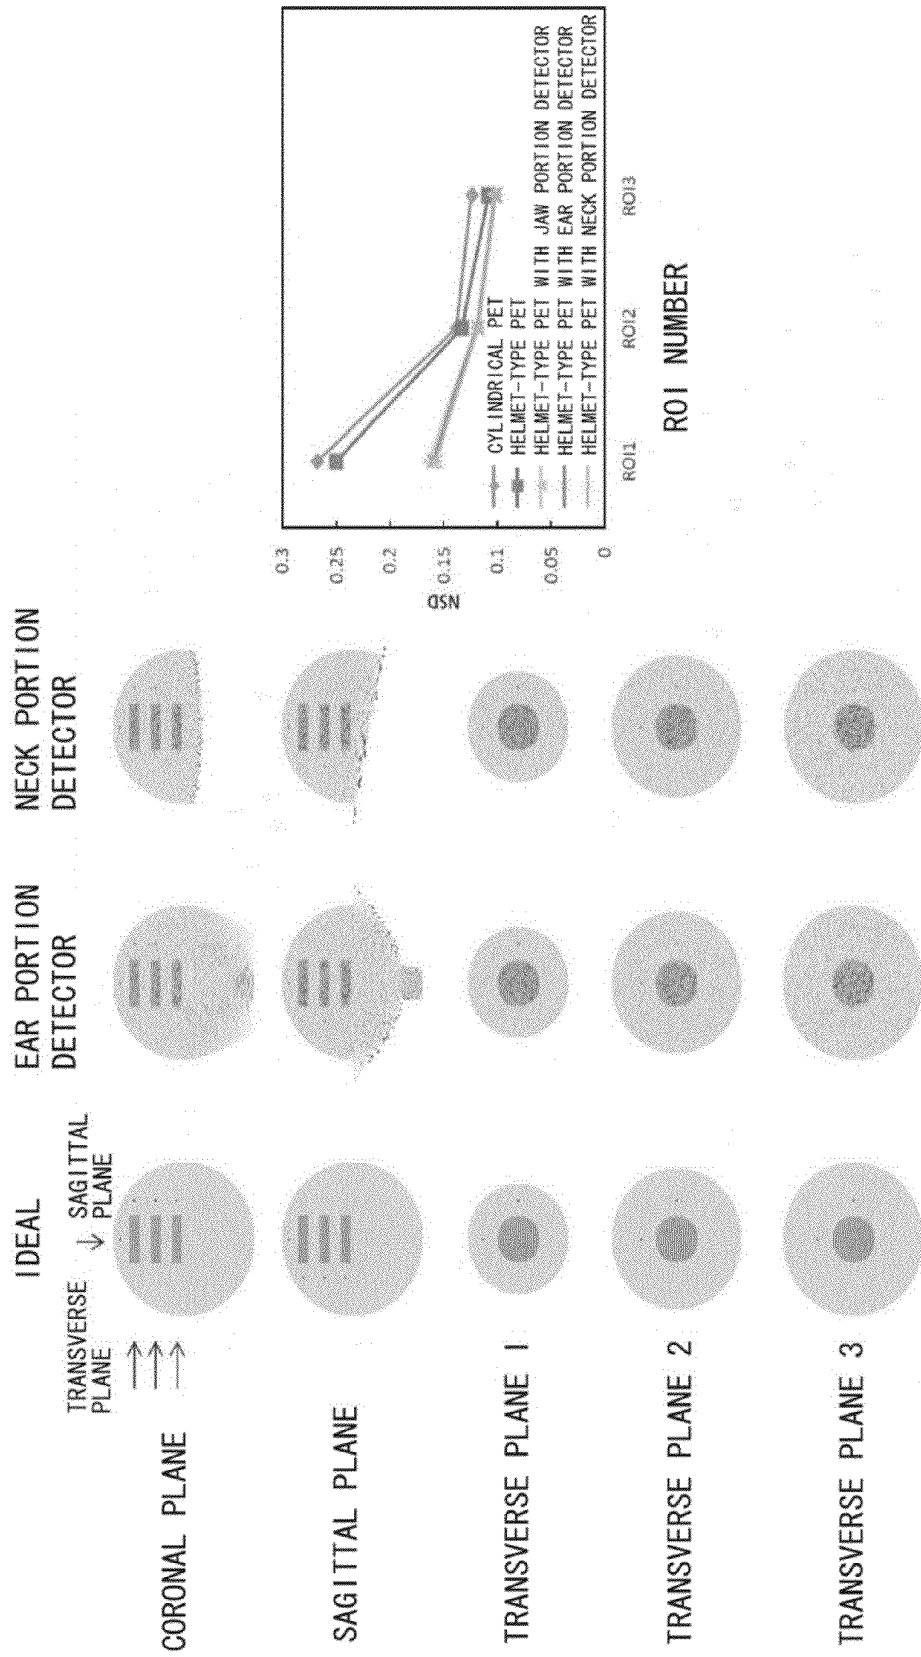 IDEAL
EAR PORTION
DETECTOR
NECK PORTION
DETECTOR
TRANSVERSE
PLANE
↓ SAGITTAL
PLANE
CORONAL PLANE
SAGITTAL PLANE
TRANSVERSE PLANE 1
TRANSVERSE PLANE 2
TRANSVERSE PLANE 3
0.3
0.25
0.2
0.15
0.1
0.05
0
NSD
CYLINDRICAL PET
HELMET-TYPE PET
HELMET-TYPE PET WITH JAW PORTION DETECTOR
HELMET-TYPE PET WITH EAR PORTION DETECTOR
HELMET-TYPE PET WITH NECK PORTION DETECTOR
ROI1
ROI2
ROI3
ROI NUMBER